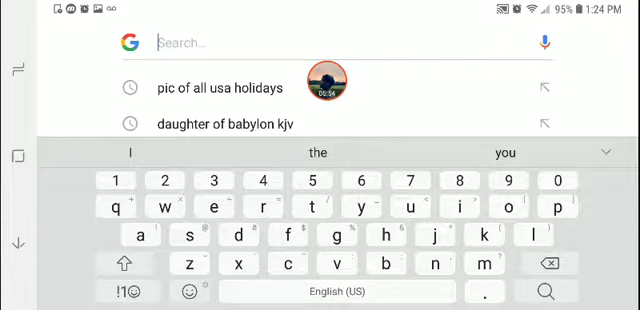 95% 1:24 PM
Search...
05:54
pic of all usa holidays
daughter of babylon kjv
I the you
1 2 3 4 5 6 7 8 9 0
q w e r t y u i o p
a s d f g h j k l
z x c v b n m
!1☺ English (US) .